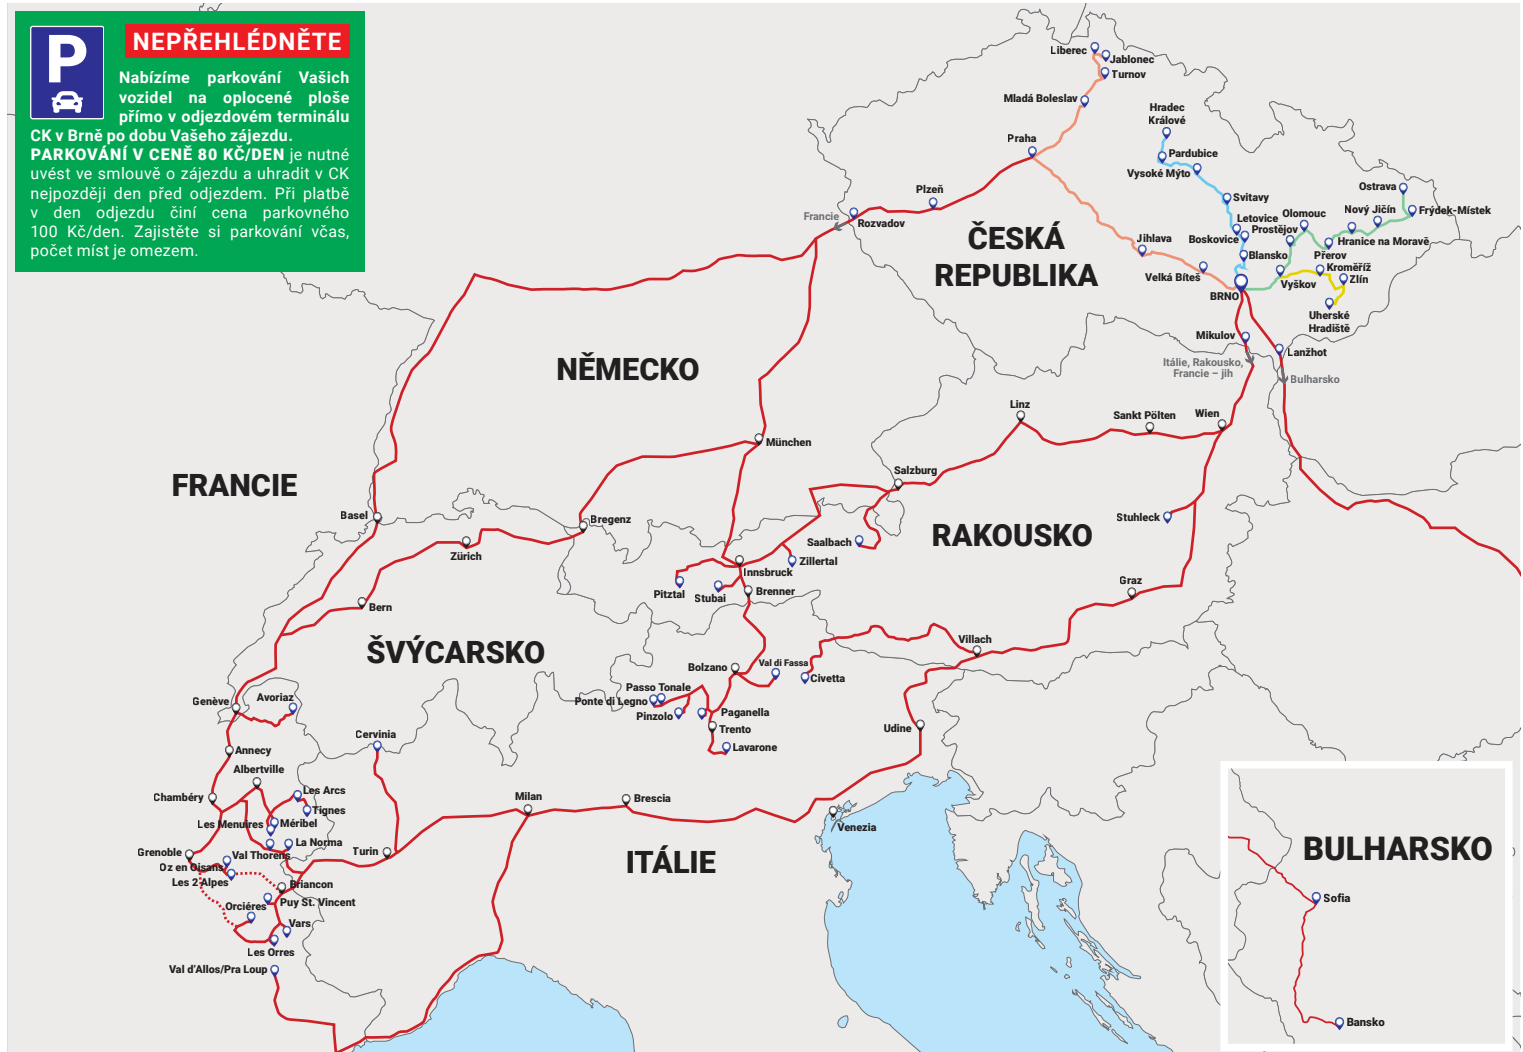 P
NEPŘEHLÉDNĚTE
Nabízíme parkování Vašich
vozidel na oplocené ploše
přímo v odjezdovém terminálu
CK v Brně po dobu Vašeho zájezdu.
PARKOVÁNÍ V CENĚ 80 KČ/DEN je nutné
uvést ve smlouvě o zájezdu a uhradit v CK
nejpozději den před odjezdem. Při platbě
v den odjezdu činí cena parkovného
100 Kč/den. Zajistěte si parkování včas,
počet míst je omezem.
Liberec
Jablonec
Turnov
Mladá Boleslav
Hradec
Králové
Praha
Pardubice
Vysoké Mýto
Plzeň
Ostrava
Svitavy
Francie
Rozvadov
Letovice
Olomouc
Nový Jičín
Frýdek-Místek
Prostějov
ČESKÁ
REPUBLIKA
Jihlava
Boskovice
Hranice na Moravě
Blansko
Přerov
Kroměříž
Velká Bíteš
Vyškov
Zlín
BRNO
Uherské
Hradiště
Mikulov
Lanžhot
Itálie, Rakousko,
Francie – jih
Bulharsko
NĚMECKO
Linz
Sankt Pölten
Wien
München
Salzburg
FRANCIE
Basel
Bregenz
Stuhleck
RAKOUSKO
Saalbach
Zürich
Zillertal
Innsbruck
Pitztal
Stubai
Brenner
Graz
Bern
ŠVÝCARSKO
Villach
Bolzano
Val di Fassa
Civetta
Passo Tonale
Ponte di Legno
Pinzolo
Paganella
Trento
Lavarone
Udine
Genève
Avoriaz
Cervinia
Annecy
Albertville
Chambéry
Les Arcs
Tignes
Milan
Brescia
Venezia
Les Menuires
Méribel
La Norma
Grenoble
Val Thorens
Turin
Oz en Oisans
Les 2 Alpes
Briancon
ITÁLIE
Orciéres
Puy St. Vincent
Vars
Les Orres
Val d'Allos/Pra Loup
BULHARSKO
Sofia
Bansko